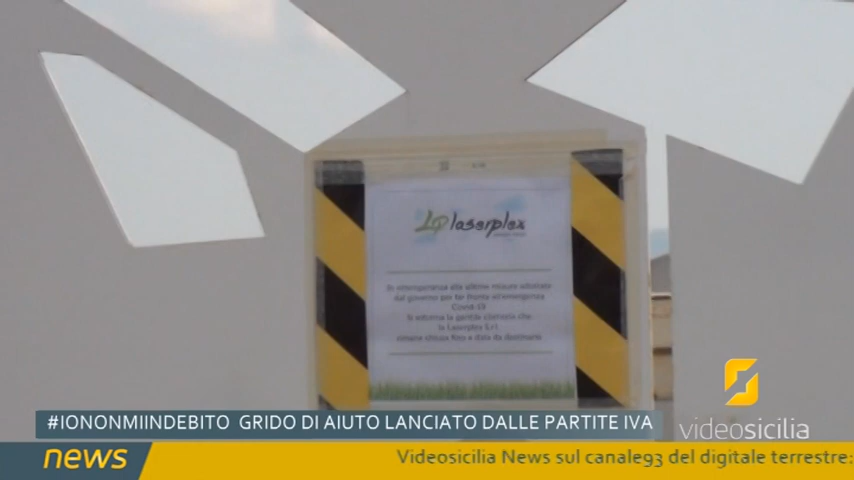 laserplex
In ottemperanza alle ultime misure adottate
dal governo per far fronte all'emergenza
Covid-19
Si informa la gentile clientela che
la Laserplex S.r.l
rimane chiusa fino a data da destinarsi
#IONONMIINDEBITO GRIDO DI AIUTO LANCIATO DALLE PARTITE IVA
videosicilia
news
Videosicilia News sul canale93 del digitale terrestre: